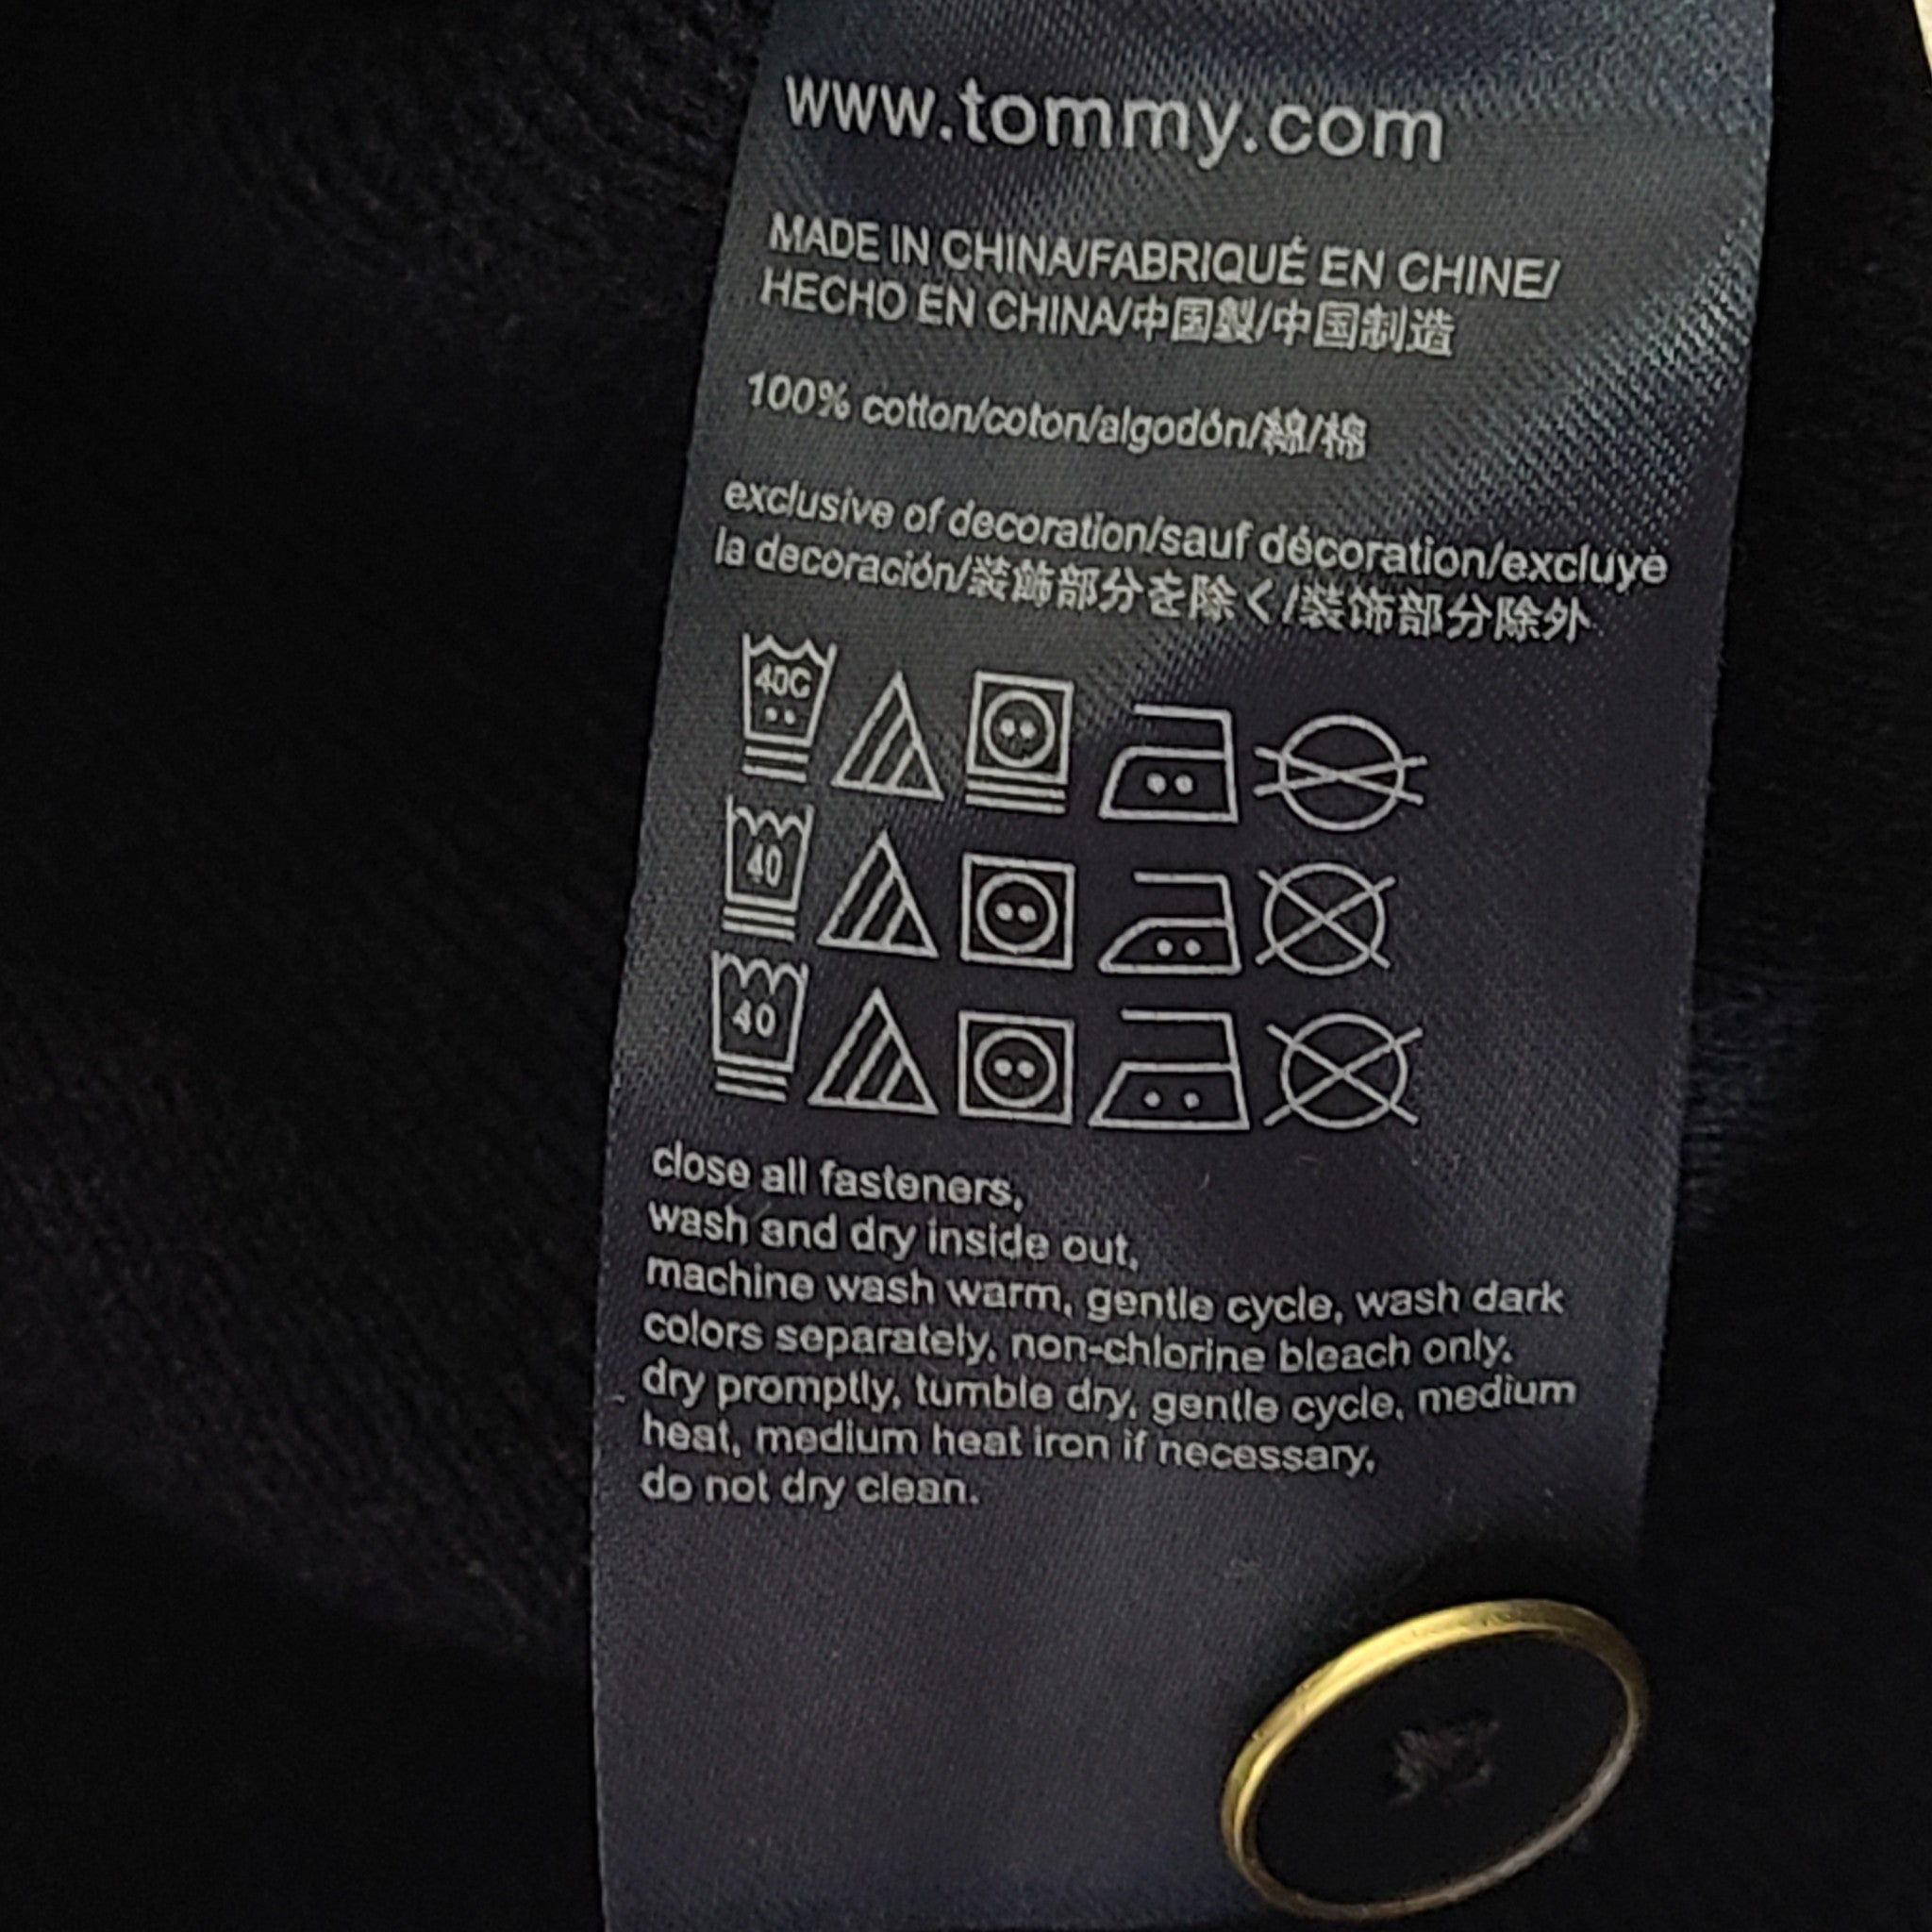 www.tommy.com
MADE IN CHINA/FABRIQUÉ EN CHINE/
HECHO EN CHINA/中国製/中国制造
100% cotton/coton/algodón/綿/棉
exclusive of decoration/sauf décoration/excluye
la decoración/装飾部分を除く/装饰部分除外
40C
40
40
close all fasteners,
wash and dry inside out,
machine wash warm, gentle cycle, wash dark
colors separately, non-chlorine bleach only,
dry promptly, tumble dry, gentle cycle, medium
heat, medium heat iron if necessary,
do not dry clean.